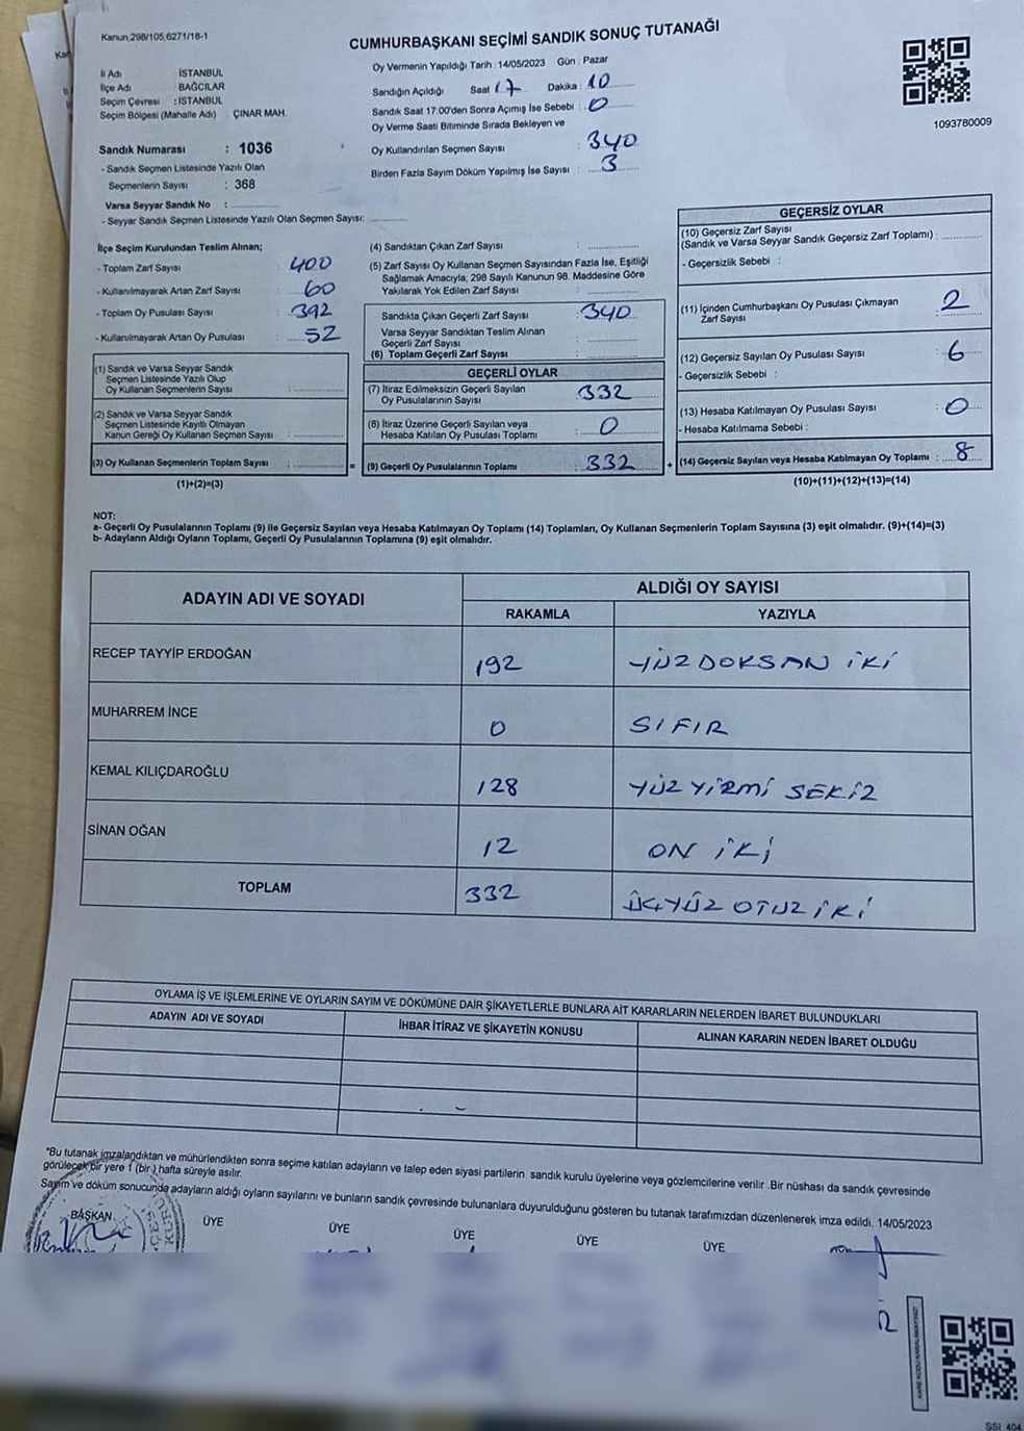 Kanun,298/105,6271/16-1
CUMHURBAŞKANI SEÇİMİ SANDIK SONUÇ TUTANAĞI
İl Adı İSTANBUL
İlçe Adı BAĞCILAR
Seçim Çevresi : İSTANBUL
Seçim Bölgesi (Mahalle Adı) ÇINAR MAH.
Sandık Numarası : 1036
- Sandık Seçmen Listesinde Yazılı Olan
Seçmenlerin Sayısı : 368
Varsa Seyyar Sandık No :
- Seyyar Sandık Seçmen Listesinde Yazılı Olan Seçmen Sayısı:
Oy Vermenin Yapıldığı Tarih : 14/05/2023 Gün : Pazar
Sandığın Açıldığı Saat 17 Dakika : 10
Sandık Saat 17.00'den Sonra Açımış İse Sebebi : 0
Oy Verme Saati Bitiminde Sırada Bekleyen ve
Oy Kullandırılan Seçmen Sayısı : 340
Birden Fazla Sayım Döküm Yapılmış İse Sayısı : 3
1093780009
İlçe Seçim Kurulundan Teslim Alınan;
- Toplam Zarf Sayısı 400
- Kullanılmayarak Artan Zarf Sayısı : 60
- Toplam Oy Pusulası Sayısı 392
- Kullanılmayarak Artan Oy Pusulası : 52
(1) Sandık ve Varsa Seyyar Sandık
Seçmen Listesinde Yazılı Olup
Oy Kullanan Seçmenlerin Sayısı :
(2) Sandık ve Varsa Seyyar Sandık
Seçmen Listesinde Kayıtlı Olmayan
Kanun Gereği Oy Kullanan Seçmen Sayısı :
(3) Oy Kullanan Seçmenlerin Toplam Sayısı :
(1)+(2)=(3)
(4) Sandıktan Çıkan Zarf Sayısı :
(5) Zarf Sayısı Oy Kullanan Seçmen Sayısından Fazla İse, Eşitliği
Sağlamak Amacıyla; 298 Sayılı Kanunun 98. Maddesine Göre
Yakılarak Yok Edilen Zarf Sayısı :
Sandıkta Çıkan Geçerli Zarf Sayısı : 340
Varsa Seyyar Sandıktan Teslim Alınan
Geçerli Zarf Sayısı :
(6) Toplam Geçerli Zarf Sayısı :
GEÇERLİ OYLAR
(7) İtiraz Edilmeksizin Geçerli Sayılan
Oy Pusulalarının Sayısı : 332
(8) İtiraz Üzerine Geçerli Sayılan veya
Hesaba Katılan Oy Pusulası Toplamı : 0
= (9) Geçerli Oy Pusulalarının Toplamı : 332
GEÇERSİZ OYLAR
(10) Geçersiz Zarf Sayısı
(Sandık ve Varsa Seyyar Sandık Geçersiz Zarf Toplamı) :
- Geçersizlik Sebebi :
(11) İçinden Cumhurbaşkanı Oy Pusulası Çıkmayan
Zarf Sayısı : 2
(12) Geçersiz Sayılan Oy Pusulası Sayısı : 6
- Geçersizlik Sebebi :
(13) Hesaba Katılmayan Oy Pusulası Sayısı : 0
- Hesaba Katılmama Sebebi :
+ (14) Geçersiz Sayılan veya Hesaba Katılmayan Oy Toplamı : 8
(10)+(11)+(12)+(13)=(14)
NOT:
a- Geçerli Oy Pusulalarının Toplamı (9) ile Geçersiz Sayılan veya Hesaba Katılmayan Oy Toplamı (14) Toplamları, Oy Kullanan Seçmenlerin Toplam Sayısına (3) eşit olmalıdır. (9)+(14)=(3)
b- Adayların Aldığı Oyların Toplamı, Geçerli Oy Pusulalarının Toplamına (9) eşit olmalıdır.
ADAYIN ADI VE SOYADI ALDIĞI OY SAYISI
RAKAMLA YAZIYLA
RECEP TAYYİP ERDOĞAN 192 YÜZ DOKSAN İKİ
MUHARREM İNCE 0 SIFIR
KEMAL KILIÇDAROĞLU 128 YÜZ YİRMİ SEKİZ
SİNAN OĞAN 12 ON İKİ
TOPLAM 332 ÜÇYÜZ OTUZ İKİ
OYLAMA İŞ VE İŞLEMLERİNE VE OYLARIN SAYIM VE DÖKÜMÜNE DAİR ŞİKAYETLERLE BUNLARA AİT KARARLARIN NELERDEN İBARET BULUNDUKLARI
ADAYIN ADI VE SOYADI İHBAR İTİRAZ VE ŞİKAYETİN KONUSU ALINAN KARARIN NEDEN İBARET OLDUĞU
*Bu tutanak imzalandıktan ve mühürlendikten sonra seçime katılan adayların ve talep eden siyasi partilerin sandık kurulu üyelerine veya gözlemcilerine verilir. Bir nüshası da sandık çevresinde
görülecek bir yere 1 (bir) hafta süreyle asılır.
Sayım ve döküm sonucunda adayların aldığı oyların sayılarını ve bunların sandık çevresinde bulunanlara duyurulduğunu gösteren bu tutanak tarafımızdan düzenlenerek imza edildi. 14/05/2023
BAŞKAN ÜYE ÜYE ÜYE ÜYE ÜYE
SSİ 404